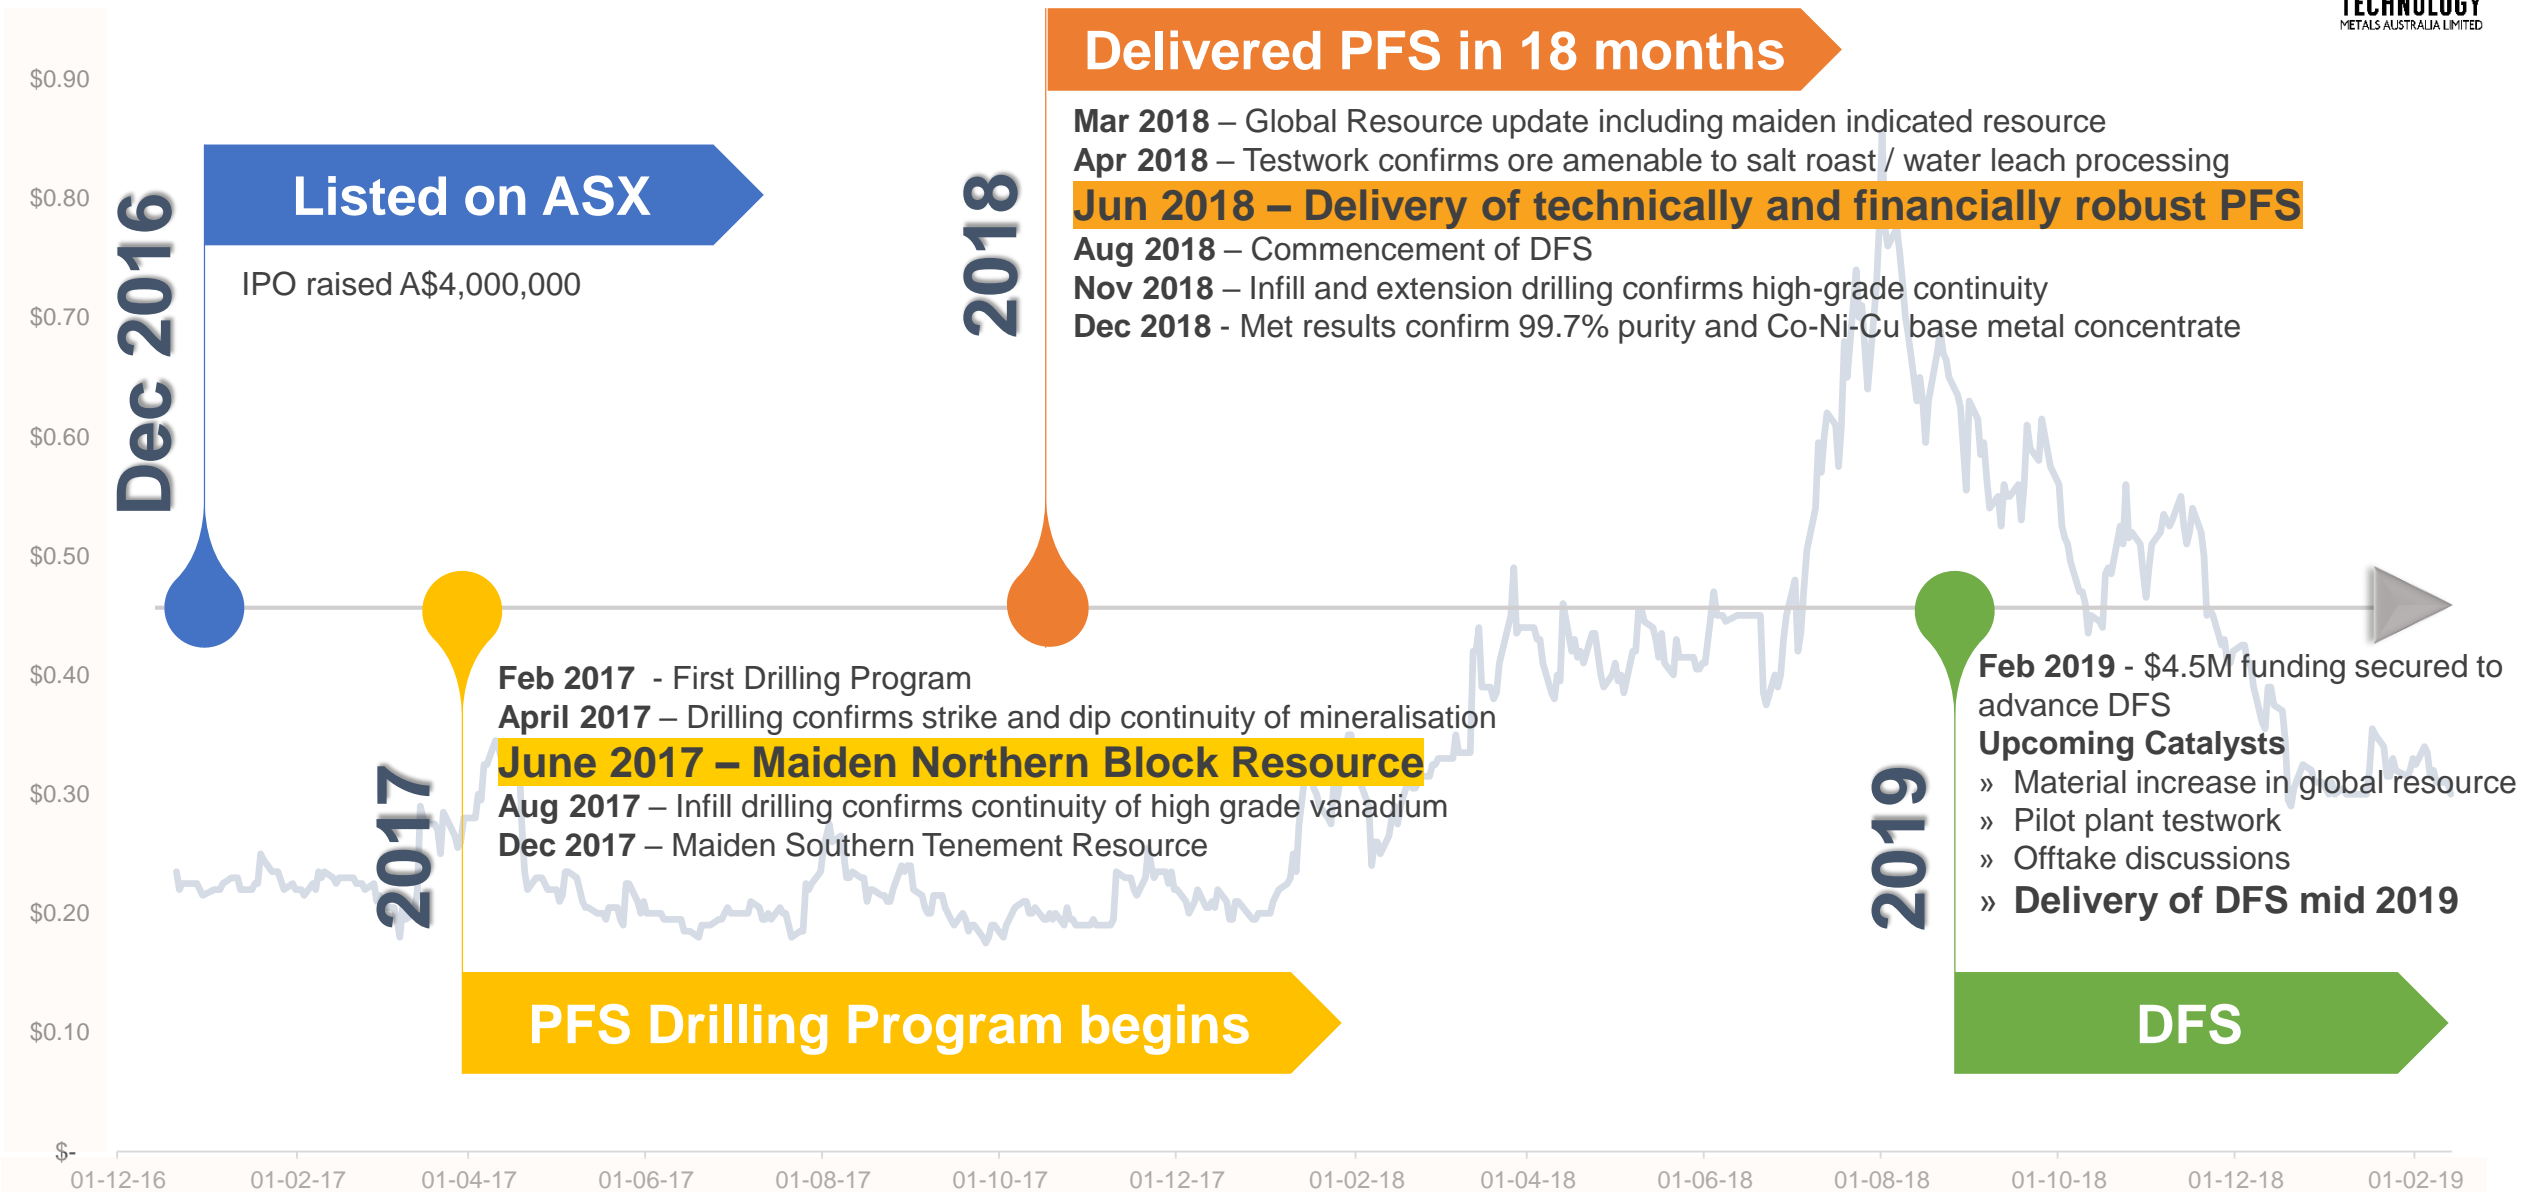 TECHNOLOGY
METALS AUSTRALIA LIMITED
Delivered PFS in 18 months
Mar 2018 – Global Resource update including maiden indicated resource
Apr 2018 – Testwork confirms ore amenable to salt roast / water leach processing
Jun 2018 – Delivery of technically and financially robust PFS
Aug 2018 – Commencement of DFS
Nov 2018 – Infill and extension drilling confirms high-grade continuity
Dec 2018 - Met results confirm 99.7% purity and Co-Ni-Cu base metal concentrate
2018
Listed on ASX
IPO raised A$4,000,000
Dec 2016
Feb 2017 - First Drilling Program
April 2017 – Drilling confirms strike and dip continuity of mineralisation
June 2017 – Maiden Northern Block Resource
Aug 2017 – Infill drilling confirms continuity of high grade vanadium
Dec 2017 – Maiden Southern Tenement Resource
2017
PFS Drilling Program begins
Feb 2019 - $4.5M funding secured to
advance DFS
Upcoming Catalysts
» Material increase in global resource
» Pilot plant testwork
» Offtake discussions
» Delivery of DFS mid 2019
2019
DFS
$0.90
$0.80
$0.70
$0.60
$0.50
$0.40
$0.30
$0.20
$0.10
$-
01-12-16
01-02-17
01-04-17
01-06-17
01-08-17
01-10-17
01-12-17
01-02-18
01-04-18
01-06-18
01-08-18
01-10-18
01-12-18
01-02-19